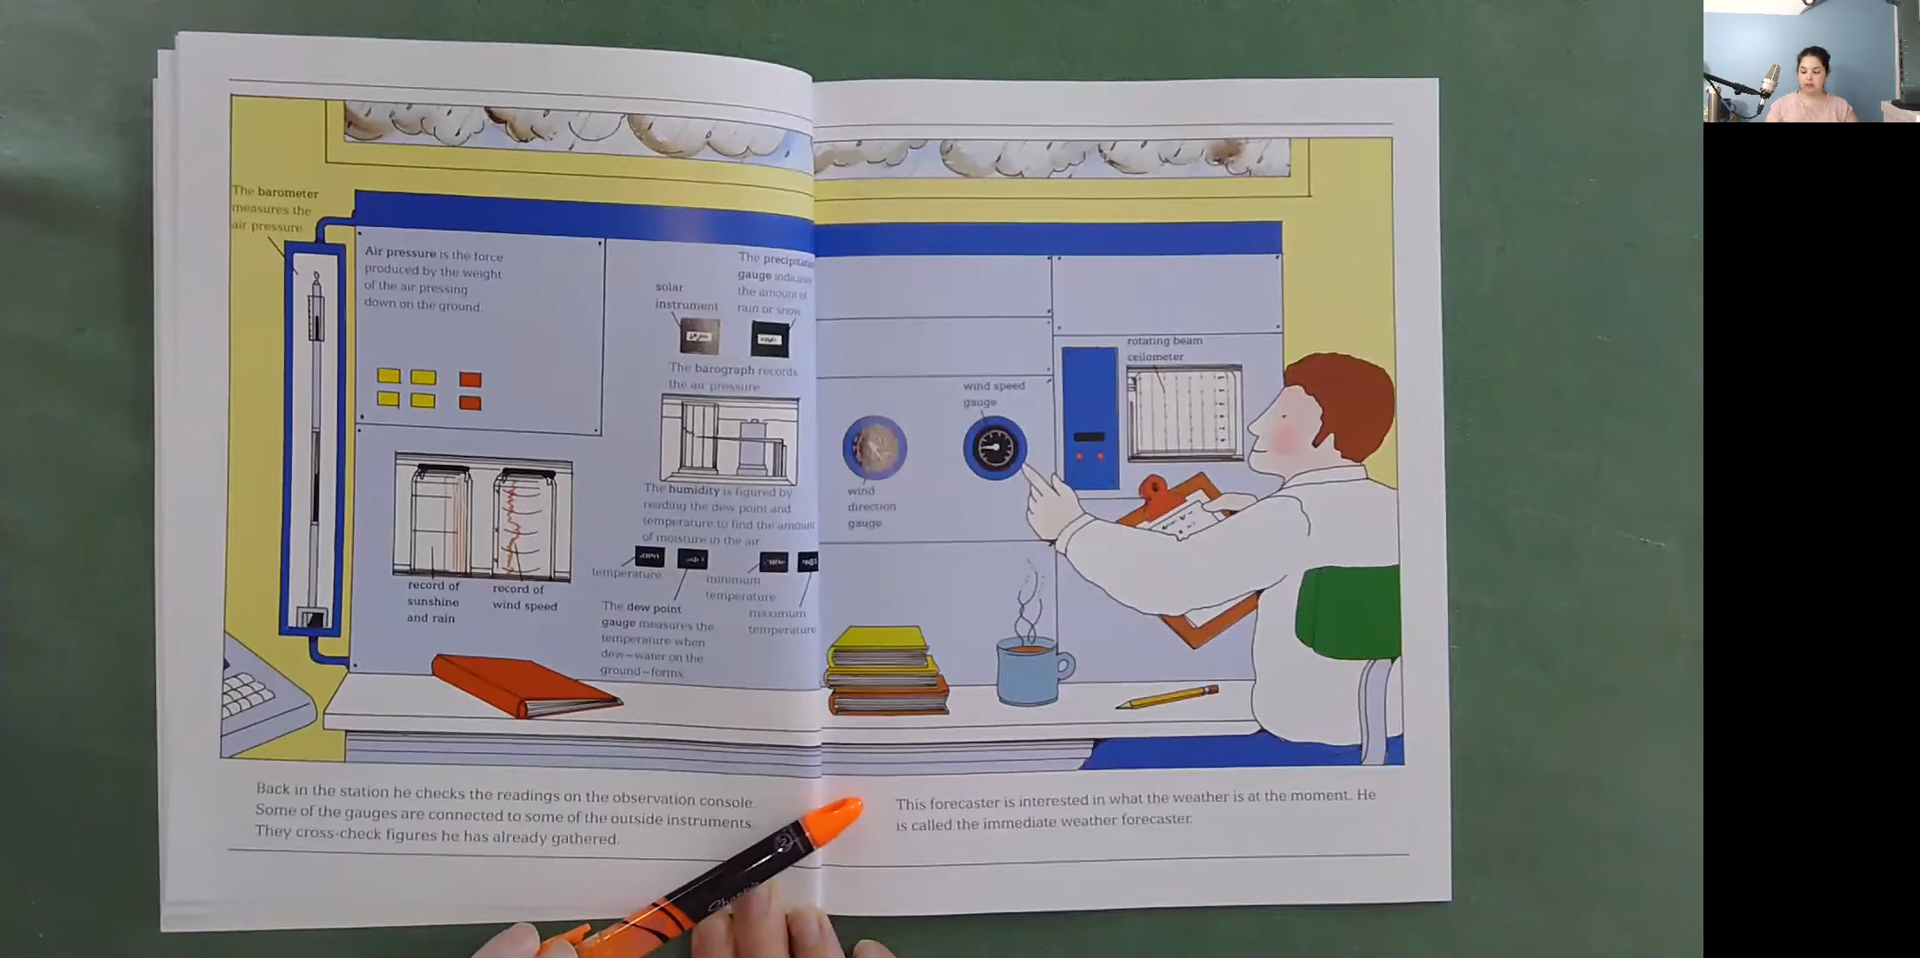 The barometer
measures the
air pressure
Air pressure is the force
produced by the weight
of the air pressing
down on the ground.
solar
instrument
The
gauge
the amount of
rain or snow
The barograph records
the air pressure
The humidity is figured by
reading the dew point and
temperature to find the amount
of moisture in the air
temperature
minimum
temperature
maximum
temperature
The dew point
gauge measures the
temperature when
dew—water on the
ground—forms
record of
sunshine
and rain
record of
wind speed
wind
direction
gauge
wind speed
gauge
rotating beam
ceilometer
Back in the station he checks the readings on the observation console.
Some of the gauges are connected to some of the outside instruments.
They cross-check figures he has already gathered.
This forecaster is interested in what the weather is at the moment. He
is called the immediate weather forecaster.
Sharpie